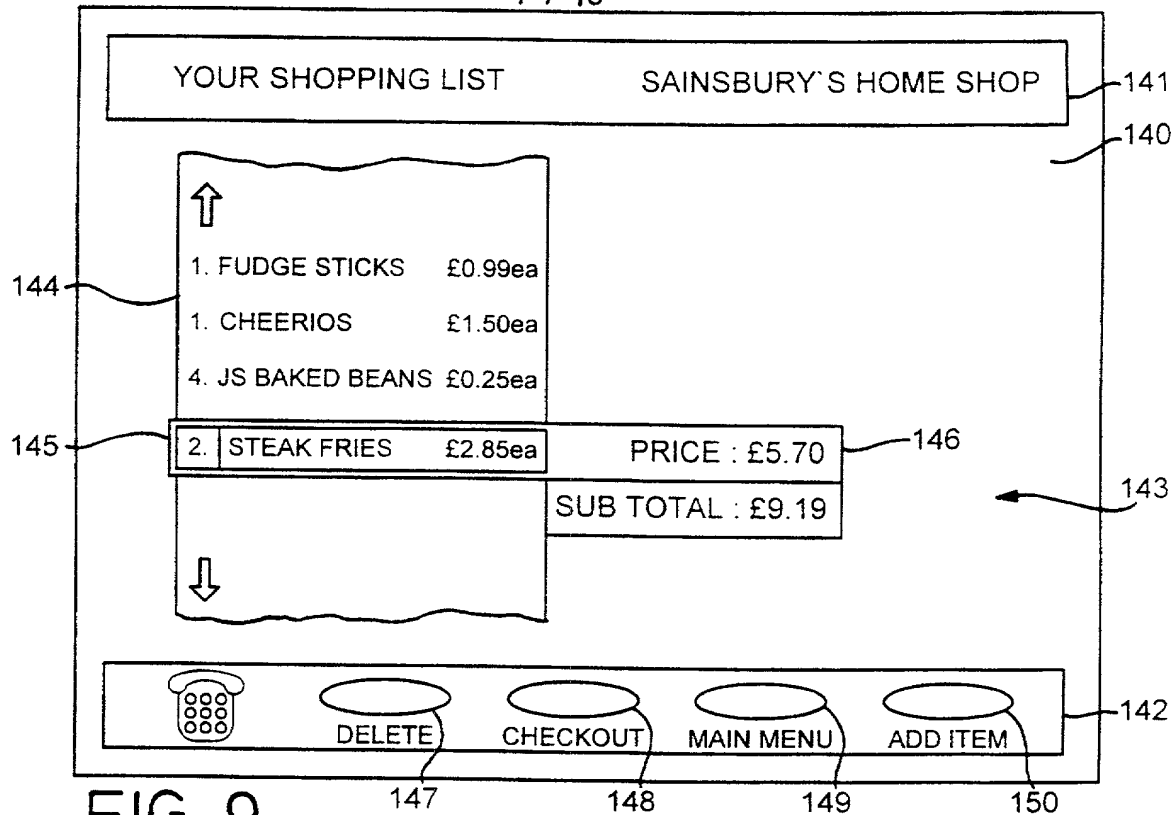 YOUR SHOPPING LIST SAINSBURY`S HOME SHOP
141
140
144
1. FUDGE STICKS £0.99ea
1. CHEERIOS £1.50ea
4. JS BAKED BEANS £0.25ea
145
2. STEAK FRIES £2.85ea PRICE : £5.70
146
SUB TOTAL : £9.19
143
142
DELETE CHECKOUT MAIN MENU ADD ITEM
147 148 149 150
FIG. 9